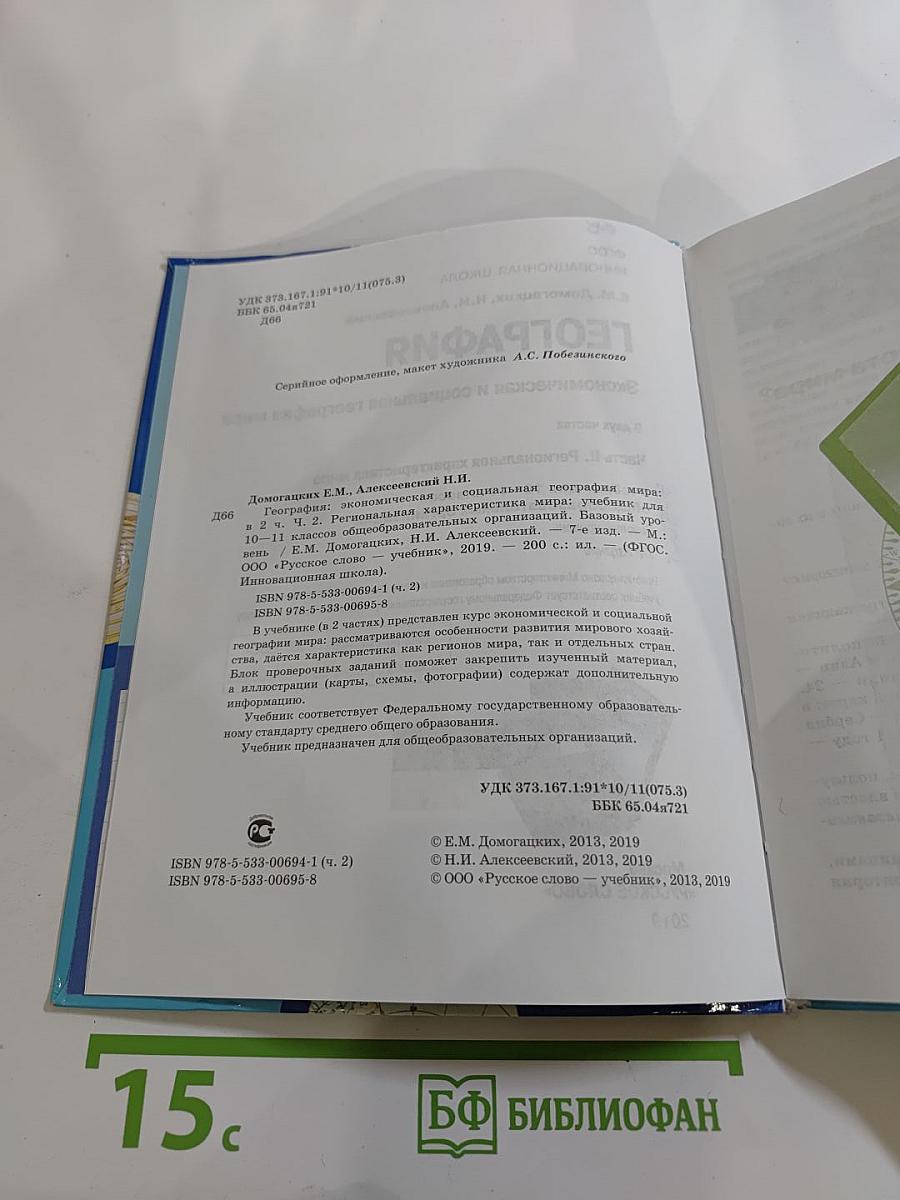 УДК 373.167.1:91*10/11(075.3)
ББК 65.04я721
Д66
Серийное оформление, макет художника А.С. Побезинского
Домогацких Е.М., Алексеевский Н.И.
Д66 География: экономическая и социальная география мира:
в 2 ч. Ч. 2. Региональная характеристика мира: учебник для
10—11 классов общеобразовательных организаций. Базовый уро-
вень / Е.М. Домогацких, Н.И. Алексеевский. — 7-е изд. — М.:
ООО «Русское слово — учебник», 2019. — 200 с.: ил. — (ФГОС.
Инновационная школа).
ISBN 978-5-533-00694-1 (ч. 2)
ISBN 978-5-533-00695-8
В учебнике (в 2 частях) представлен курс экономической и социальной
географии мира: рассматриваются особенности развития мирового хозяй-
ства, даётся характеристика как регионов мира, так и отдельных стран.
Блок проверочных заданий поможет закрепить изученный материал,
а иллюстрации (карты, схемы, фотографии) содержат дополнительную
информацию.
Учебник соответствует Федеральному государственному образователь-
ному стандарту среднего общего образования.
Учебник предназначен для общеобразовательных организаций.
УДК 373.167.1:91*10/11(075.3)
ББК 65.04я721
ISBN 978-5-533-00694-1 (ч. 2)
ISBN 978-5-533-00695-8
© Е.М. Домогацких, 2013, 2019
© Н.И. Алексеевский, 2013, 2019
© ООО «Русское слово — учебник», 2013, 2019
15 с
БФ БИБЛИОФАН